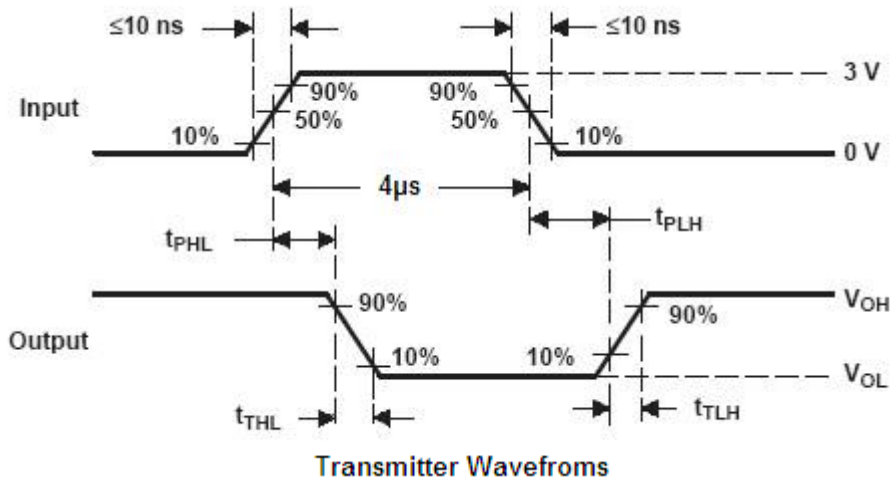 ≤10 ns ≤10 ns
3 V
90% 90%
Input 50% 50%
10% 10%
0 V
4µs
tPLH
tPHL
VOH
90% 90%
Output
10% 10%
VOL
tTHL tTLH
Transmitter Wavefroms